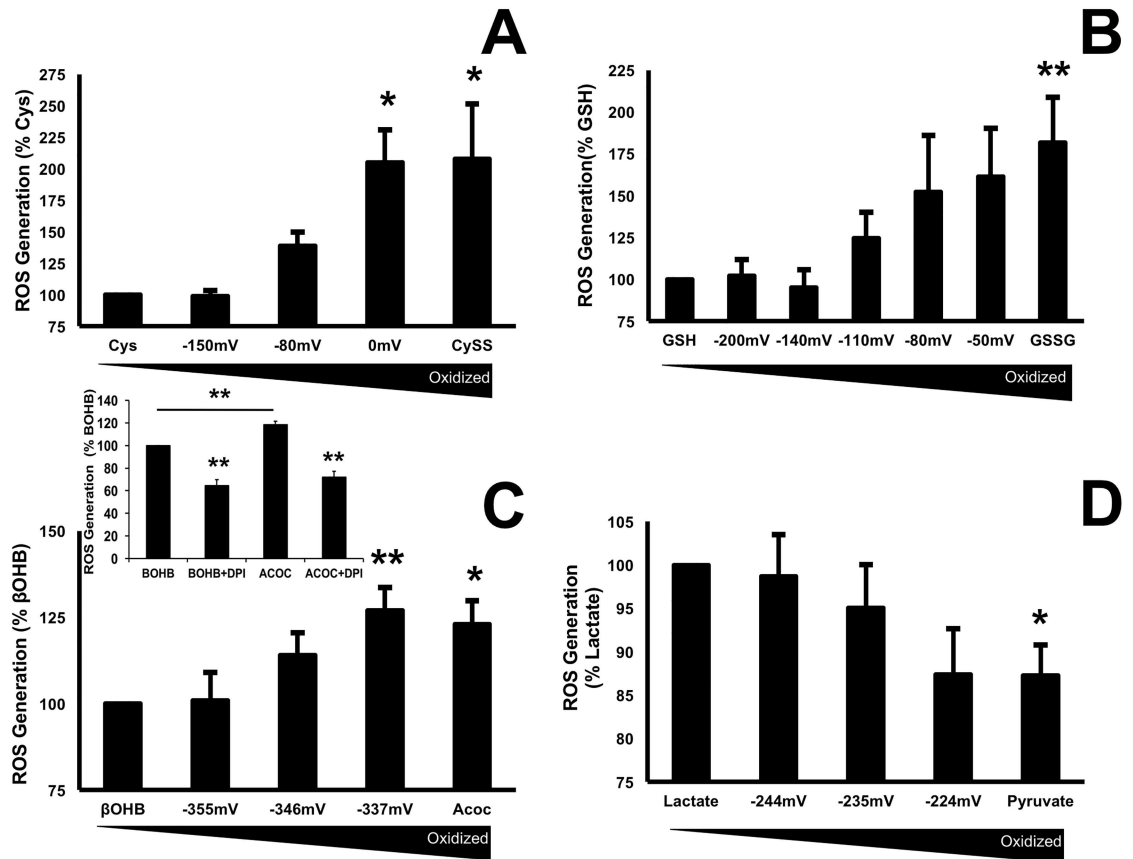 A
ROS Generation (% Cys)
275
250
225
200
175
150
125
100
75
*
*
Cys -150mV -80mV 0mV CySS
Oxidized
B
ROS Generation(% GSH)
225
200
175
150
125
100
75
**
GSH -200mV -140mV -110mV -80mV -50mV GSSG
Oxidized
C
ROS Generation (% BOHB)
140
120
100
80
60
40
20
0
**
**
**
BOHB BOHB+DPI ACOC ACOC+DPI
ROS Generation (% βOHB)
150
125
100
75
**
*
βOHB -355mV -346mV -337mV Acoc
Oxidized
D
ROS Generation
(% Lactate)
105
100
95
90
85
80
75
*
Lactate -244mV -235mV -224mV Pyruvate
Oxidized